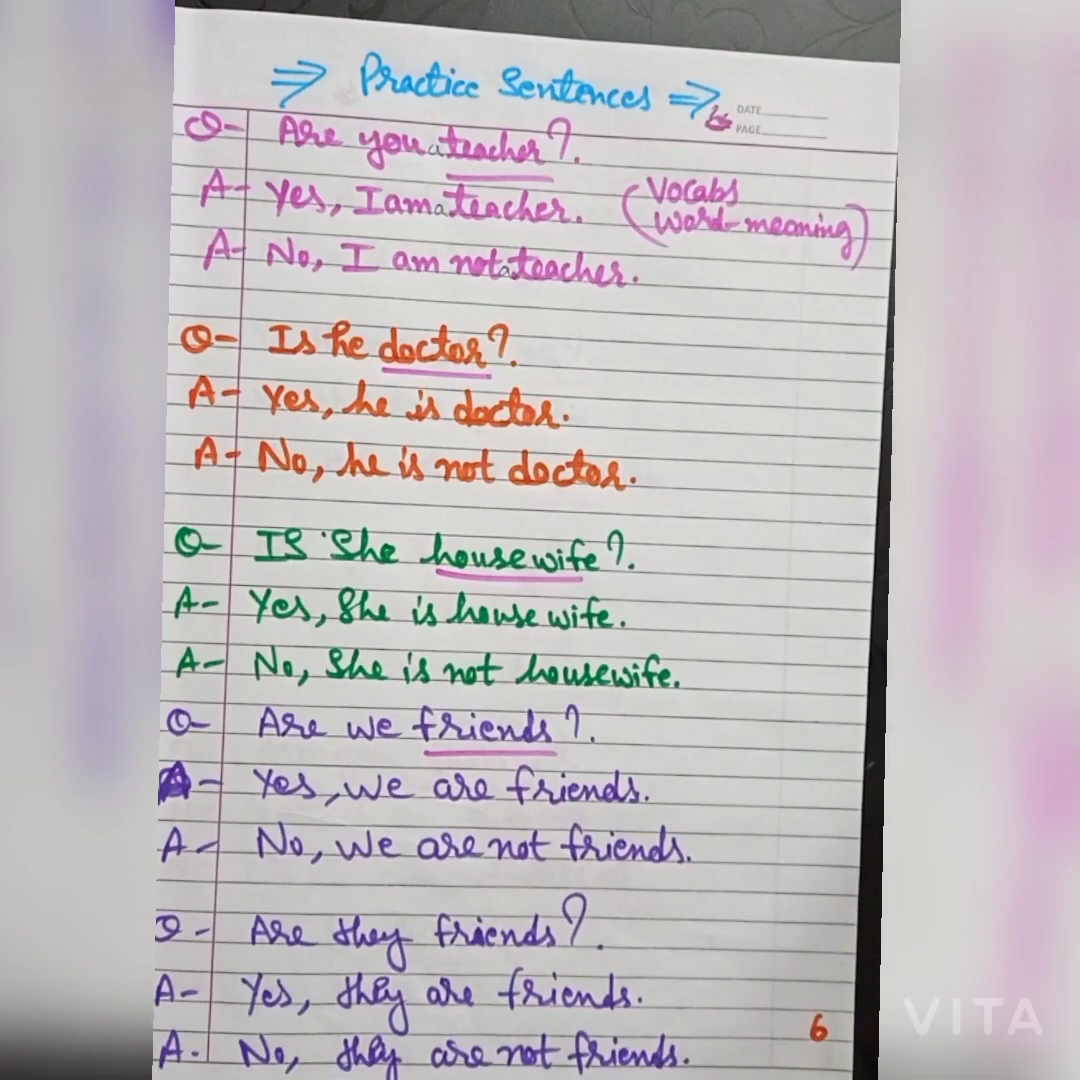 ⇒ Practice Sentences ⇒
DATE
PAGE
Q- Are you a teacher?.
A- Yes, I am a teacher.
(Vocabs
Word-meaning)
A- No, I am not a teacher.
Q- Is he doctor?.
A- Yes, he is doctor.
A- No, he is not doctor.
Q- IS She housewife?.
A- Yes, She is house wife.
A- No, She is not housewife.
Q- Are we friends?.
A- Yes, we are friends.
A- No, we are not friends.
Q- Are they friends?.
A- Yes, they are friends.
A- No, they are not friends.
6
VITA